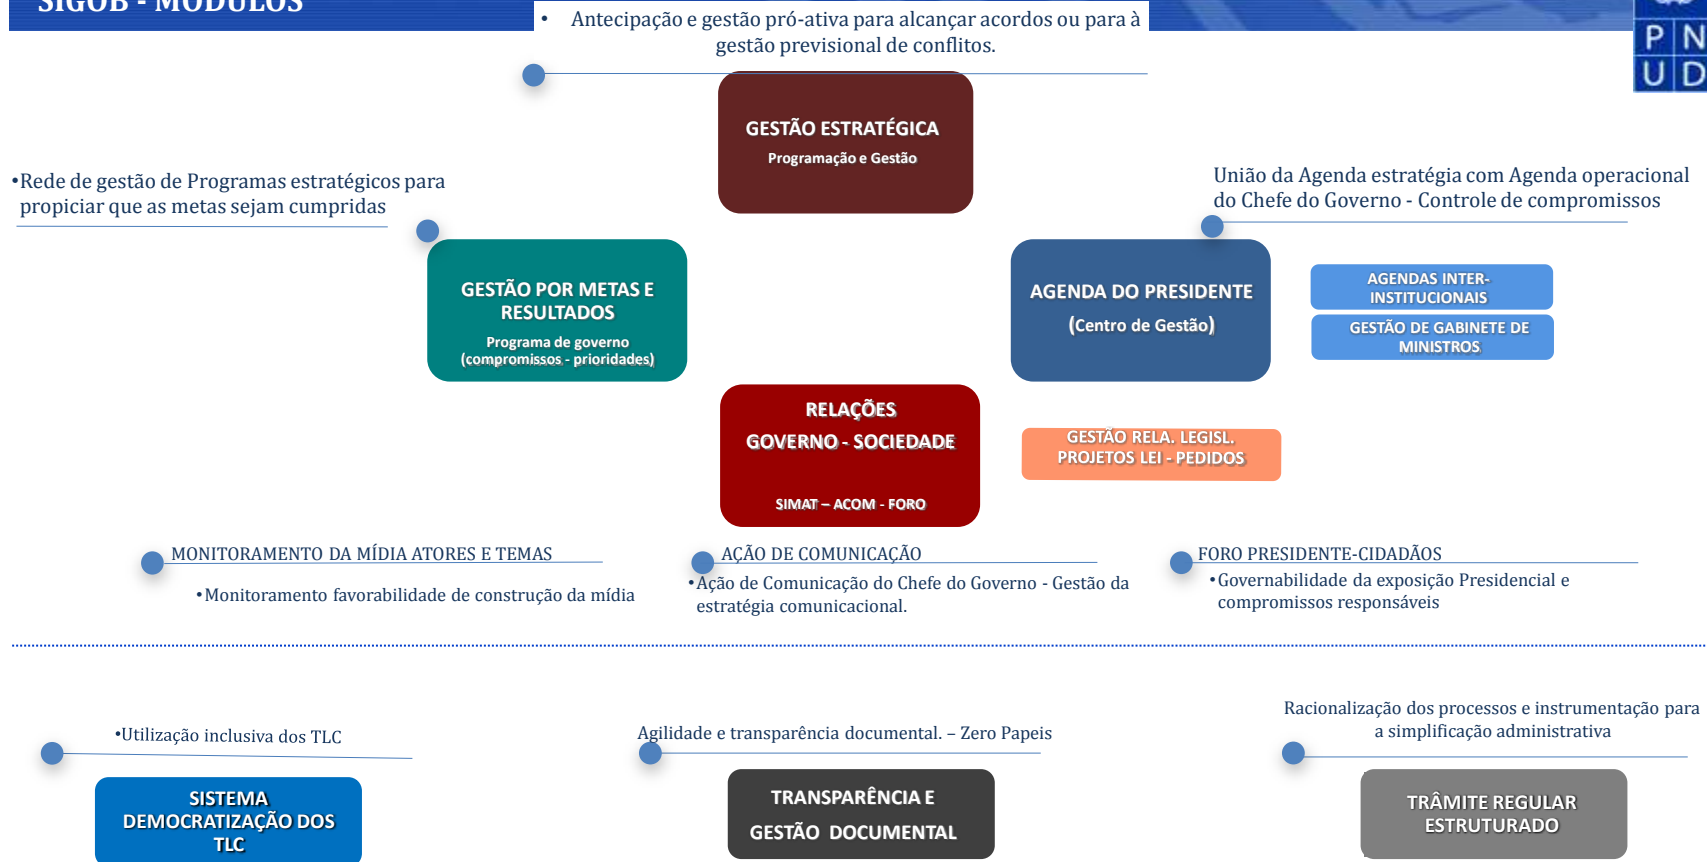 SIGOB - MÓDULOS
• Antecipação e gestão pró-ativa para alcançar acordos ou para à
gestão previsional de conflitos.
P N
U D
GESTÃO ESTRATÉGICA
Programação e Gestão
•Rede de gestão de Programas estratégicos para
propiciar que as metas sejam cumpridas
União da Agenda estratégia com Agenda operacional
do Chefe do Governo - Controle de compromissos
GESTÃO POR METAS E
RESULTADOS
Programa de governo
(compromissos - prioridades)
AGENDA DO PRESIDENTE
(Centro de Gestão)
AGENDAS INTER-
INSTITUCIONAIS
GESTÃO DE GABINETE DE
MINISTROS
RELAÇÕES
GOVERNO - SOCIEDADE
SIMAT – ACOM - FORO
GESTÃO RELA. LEGISL.
PROJETOS LEI - PEDIDOS
MONITORAMENTO DA MÍDIA ATORES E TEMAS
•Monitoramento favorabilidade de construção da mídia
AÇÃO DE COMUNICAÇÃO
•Ação de Comunicação do Chefe do Governo - Gestão da
estratégia comunicacional.
FORO PRESIDENTE-CIDADÃOS
•Governabilidade da exposição Presidencial e
compromissos responsáveis
•Utilização inclusiva dos TLC
SISTEMA
DEMOCRATIZAÇÃO DOS
TLC
Agilidade e transparência documental. – Zero Papeis
TRANSPARÊNCIA E
GESTÃO DOCUMENTAL
Racionalização dos processos e instrumentação para
a simplificação administrativa
TRÂMITE REGULAR
ESTRUTURADO